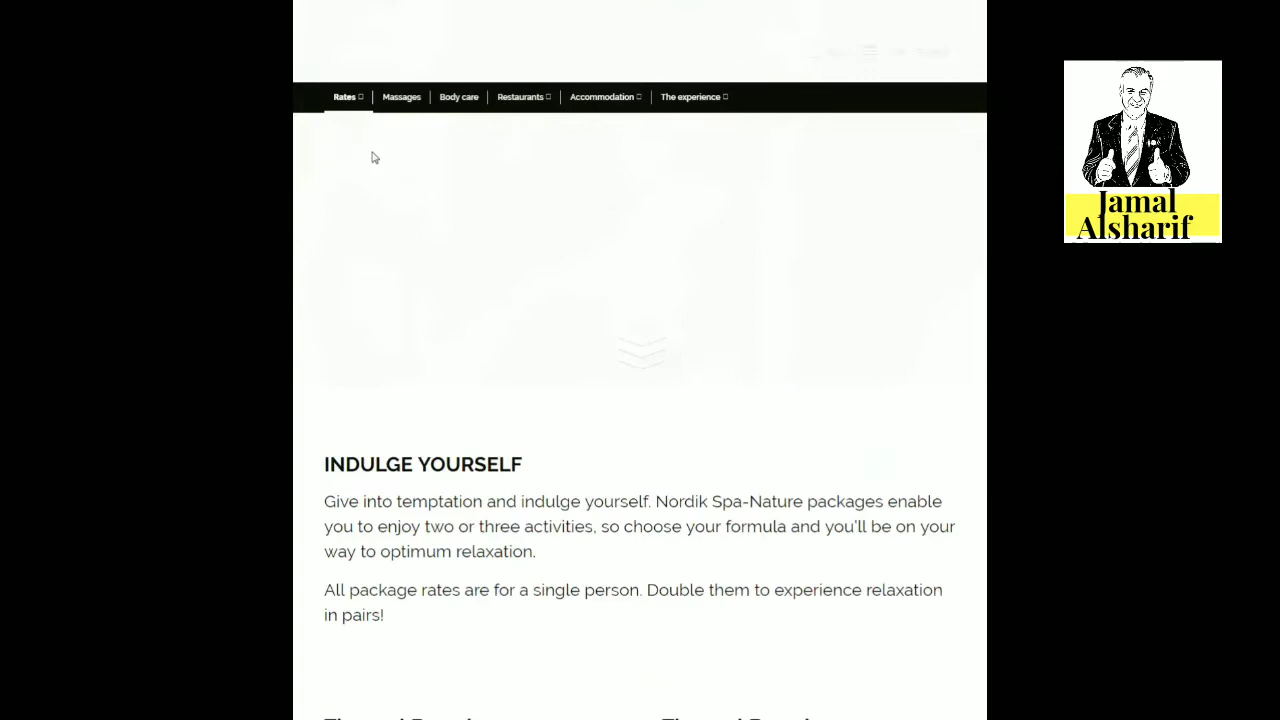 Rates
Massages
Body care
Restaurants
Accommodation
The experience
Jamal
Alsharif
INDULGE YOURSELF
Give into temptation and indulge yourself. Nordik Spa-Nature packages enable
you to enjoy two or three activities, so choose your formula and you'll be on your
way to optimum relaxation.
All package rates are for a single person. Double them to experience relaxation
in pairs!